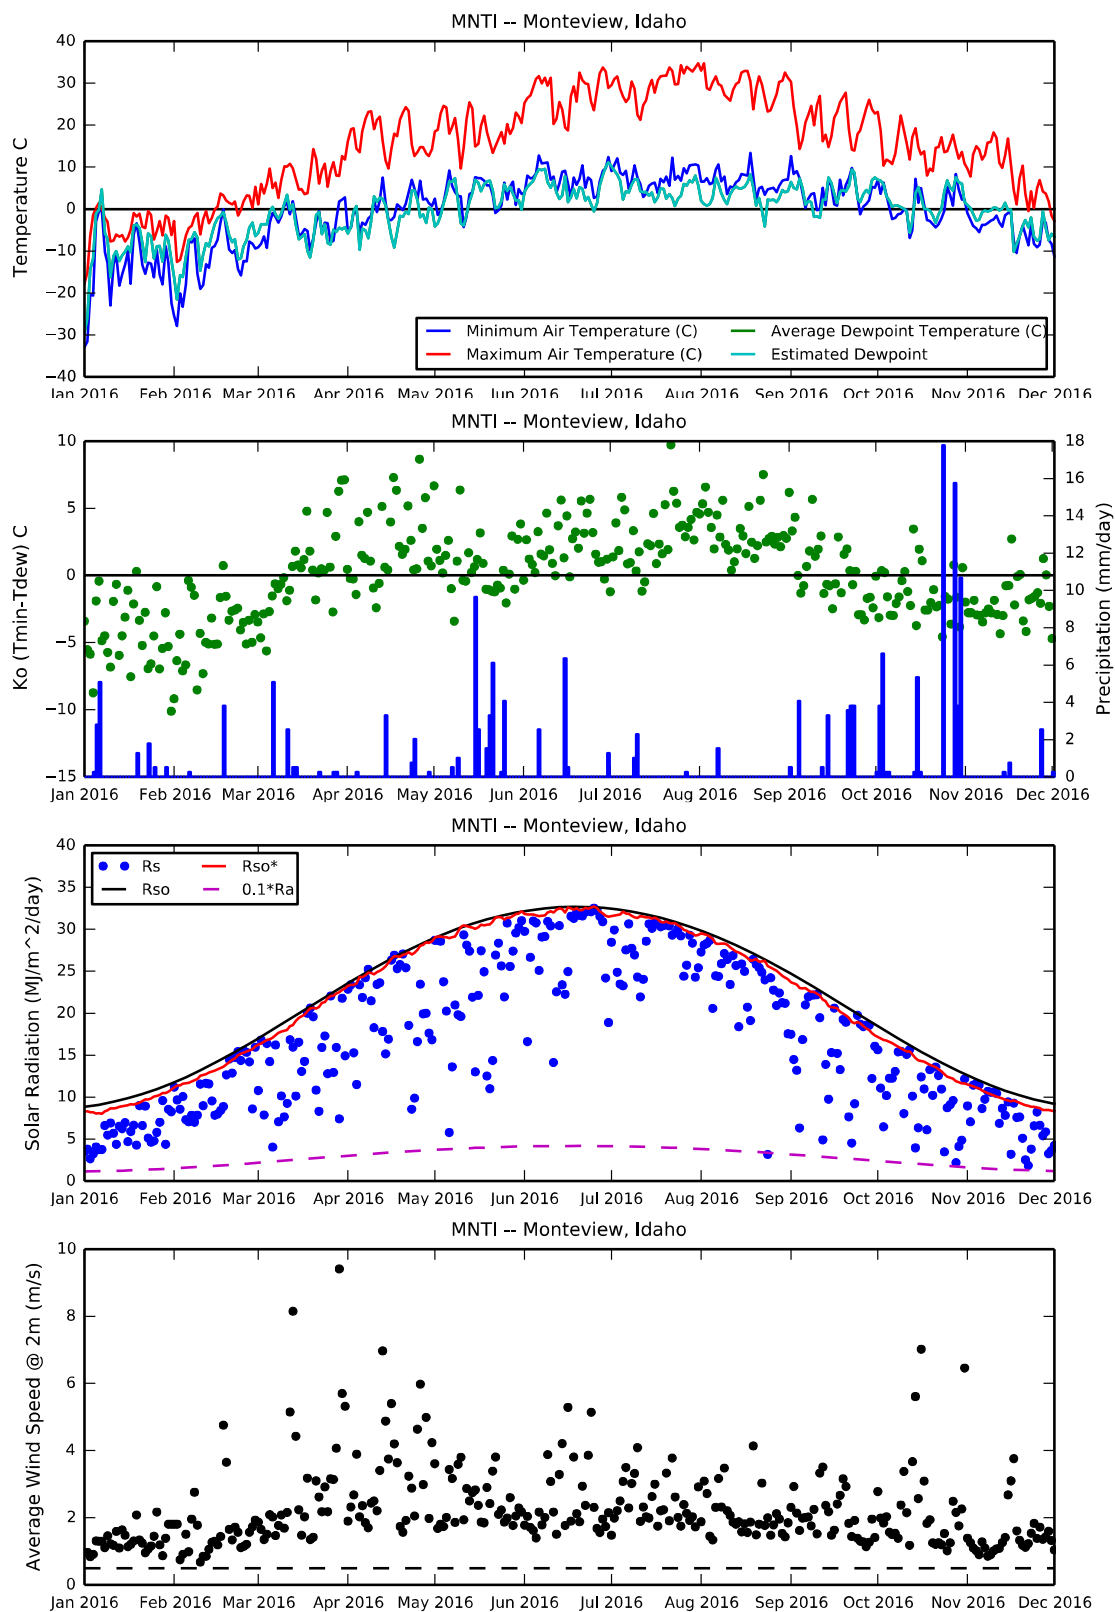 MNTI -- Monteview, Idaho
40
30
20
10
0
−10
−20
−30
−40
Temperature C
Minimum Air Temperature (C)
Maximum Air Temperature (C)
Average Dewpoint Temperature (C)
Estimated Dewpoint
Jan 2016 Feb 2016 Mar 2016 Apr 2016 May 2016 Jun 2016 Jul 2016 Aug 2016 Sep 2016 Oct 2016 Nov 2016 Dec 2016
MNTI -- Monteview, Idaho
10
5
0
−5
−10
−15
Ko (Tmin-Tdew) C
18
16
14
12
10
8
6
4
2
0
Precipitation (mm/day)
Jan 2016 Feb 2016 Mar 2016 Apr 2016 May 2016 Jun 2016 Jul 2016 Aug 2016 Sep 2016 Oct 2016 Nov 2016 Dec 2016
MNTI -- Monteview, Idaho
40
35
30
25
20
15
10
5
0
Solar Radiation (MJ/m^2/day)
Rs
Rso
Rso*
0.1*Ra
Jan 2016 Feb 2016 Mar 2016 Apr 2016 May 2016 Jun 2016 Jul 2016 Aug 2016 Sep 2016 Oct 2016 Nov 2016 Dec 2016
MNTI -- Monteview, Idaho
10
8
6
4
2
0
Average Wind Speed @ 2m (m/s)
Jan 2016 Feb 2016 Mar 2016 Apr 2016 May 2016 Jun 2016 Jul 2016 Aug 2016 Sep 2016 Oct 2016 Nov 2016 Dec 2016